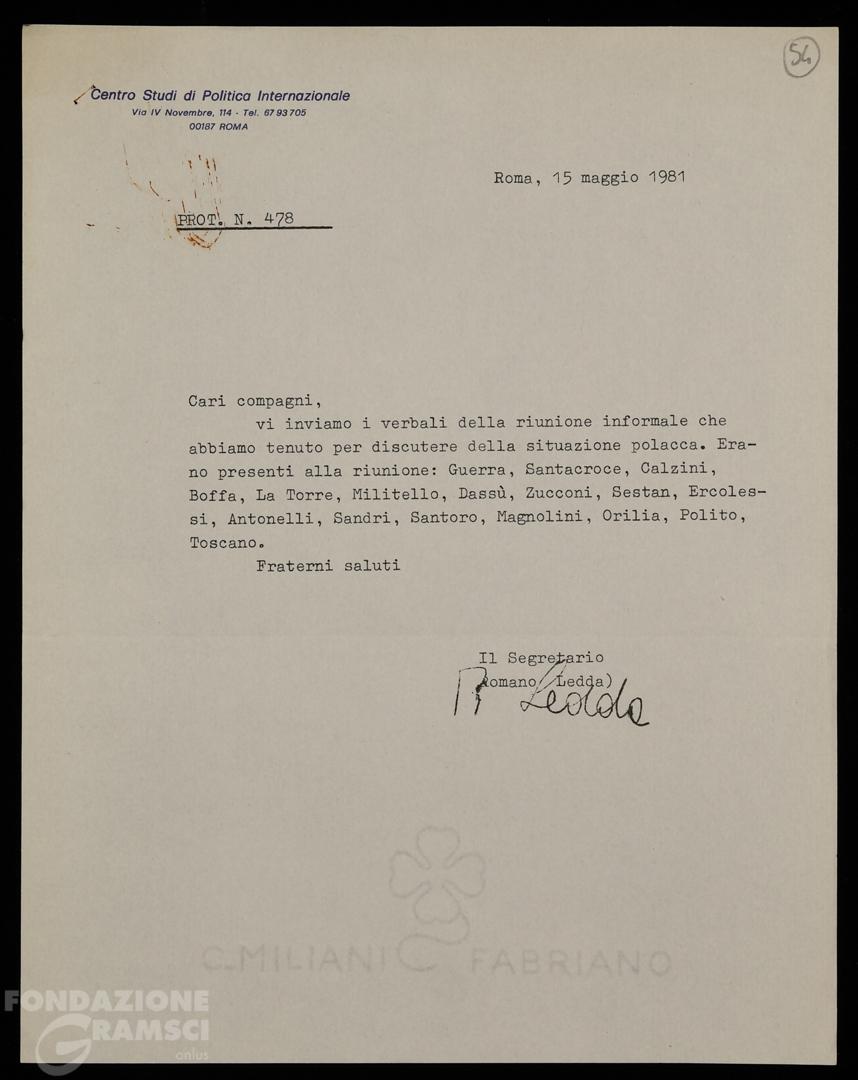 54
Centro Studi di Politica Internazionale
Via IV Novembre, 114 - Tel. 67 93 705
00187 ROMA
Roma, 15 maggio 1981
PROT. N. 478
Cari compagni,
vi inviamo i verbali della riunione informale che
abbiamo tenuto per discutere della situazione polacca. Era-
no presenti alla riunione: Guerra, Santacroce, Calzini,
Boffa, La Torre, Militello, Dassù, Zucconi, Sestan, Ercoles-
si, Antonelli, Sandri, Santoro, Magnolini, Orilia, Polito,
Toscano.
Fraterni saluti
Il Segretario
(Romano Ledda)
R Ledda
C. MILIANI FABRIANO
FONDAZIONE
GRAMSCI
onlus